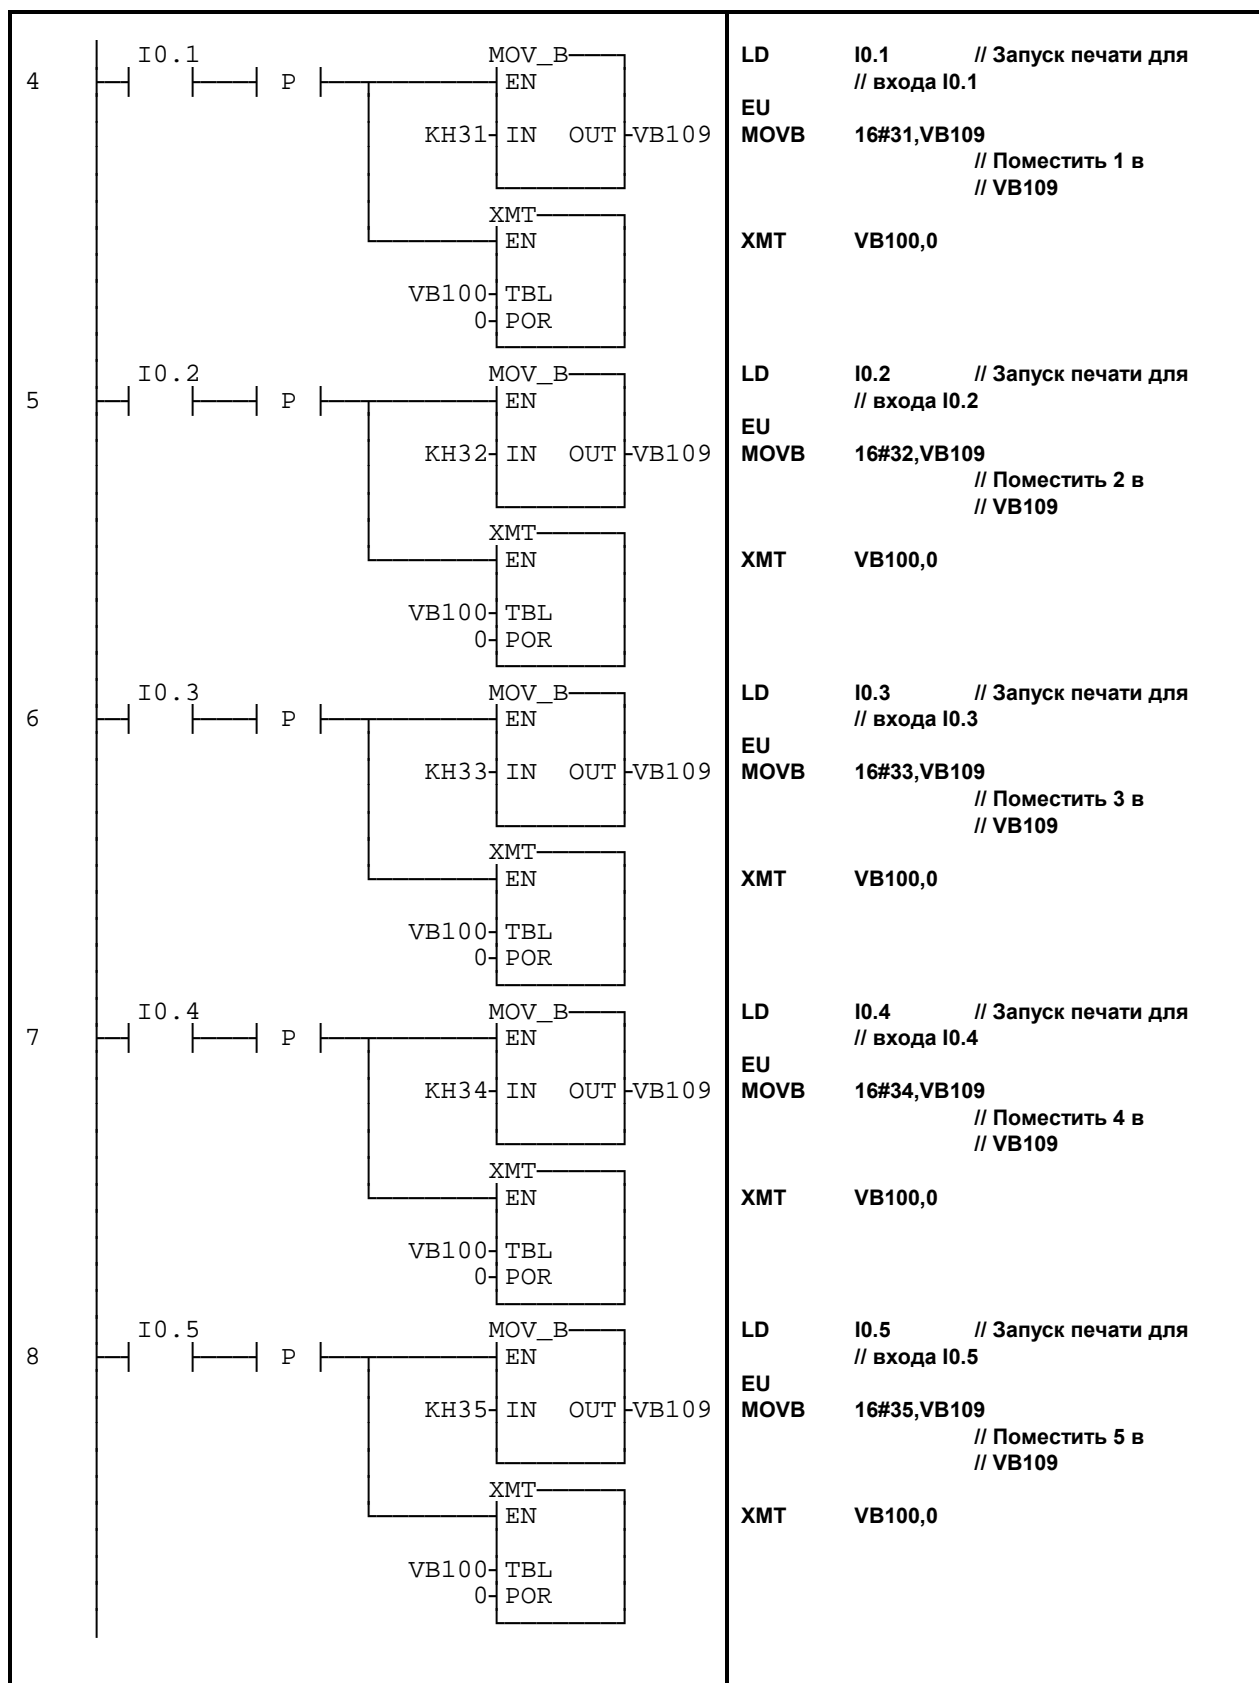 I0.1 MOV_B
4 P EN
KH31 IN OUT VB109
XMT
EN
VB100 TBL
0 POR
I0.2 MOV_B
5 P EN
KH32 IN OUT VB109
XMT
EN
VB100 TBL
0 POR
I0.3 MOV_B
6 P EN
KH33 IN OUT VB109
XMT
EN
VB100 TBL
0 POR
I0.4 MOV_B
7 P EN
KH34 IN OUT VB109
XMT
EN
VB100 TBL
0 POR
I0.5 MOV_B
8 P EN
KH35 IN OUT VB109
XMT
EN
VB100 TBL
0 POR
LD I0.1 // Запуск печати для
// входа I0.1
EU
MOVB 16#31,VB109
// Поместить 1 в
// VB109
XMT VB100,0
LD I0.2 // Запуск печати для
// входа I0.2
EU
MOVB 16#32,VB109
// Поместить 2 в
// VB109
XMT VB100,0
LD I0.3 // Запуск печати для
// входа I0.3
EU
MOVB 16#33,VB109
// Поместить 3 в
// VB109
XMT VB100,0
LD I0.4 // Запуск печати для
// входа I0.4
EU
MOVB 16#34,VB109
// Поместить 4 в
// VB109
XMT VB100,0
LD I0.5 // Запуск печати для
// входа I0.5
EU
MOVB 16#35,VB109
// Поместить 5 в
// VB109
XMT VB100,0